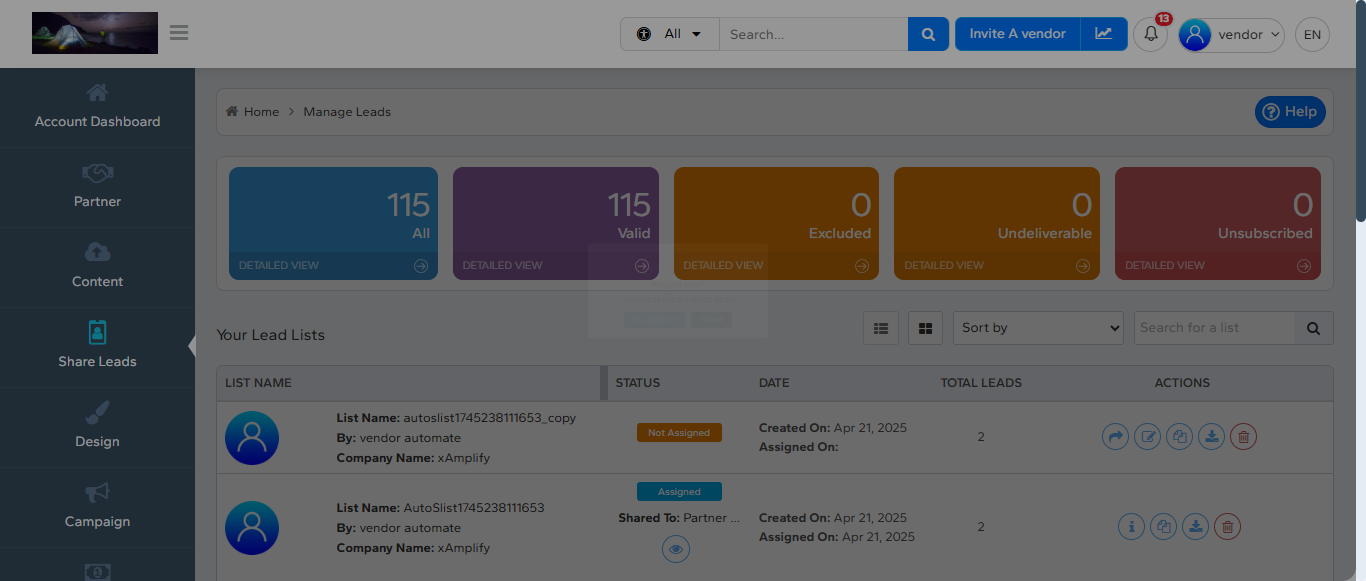 All
Search...
Invite A vendor
13
vendor
EN
Account Dashboard
Partner
Content
Share Leads
Design
Campaign
Home > Manage Leads
Help
115
All
DETAILED VIEW
115
Valid
DETAILED VIEW
0
Excluded
DETAILED VIEW
0
Undeliverable
DETAILED VIEW
0
Unsubscribed
DETAILED VIEW
Your Lead Lists
Sort by
Search for a list
LIST NAME STATUS DATE TOTAL LEADS ACTIONS
List Name: autoslist1745238111653_copy
By: vendor automate
Company Name: xAmplify
Not Assigned
Created On: Apr 21, 2025
Assigned On:
2
List Name: AutoSlist1745238111653
By: vendor automate
Company Name: xAmplify
Assigned
Shared To: Partner ...
Created On: Apr 21, 2025
Assigned On: Apr 21, 2025
2